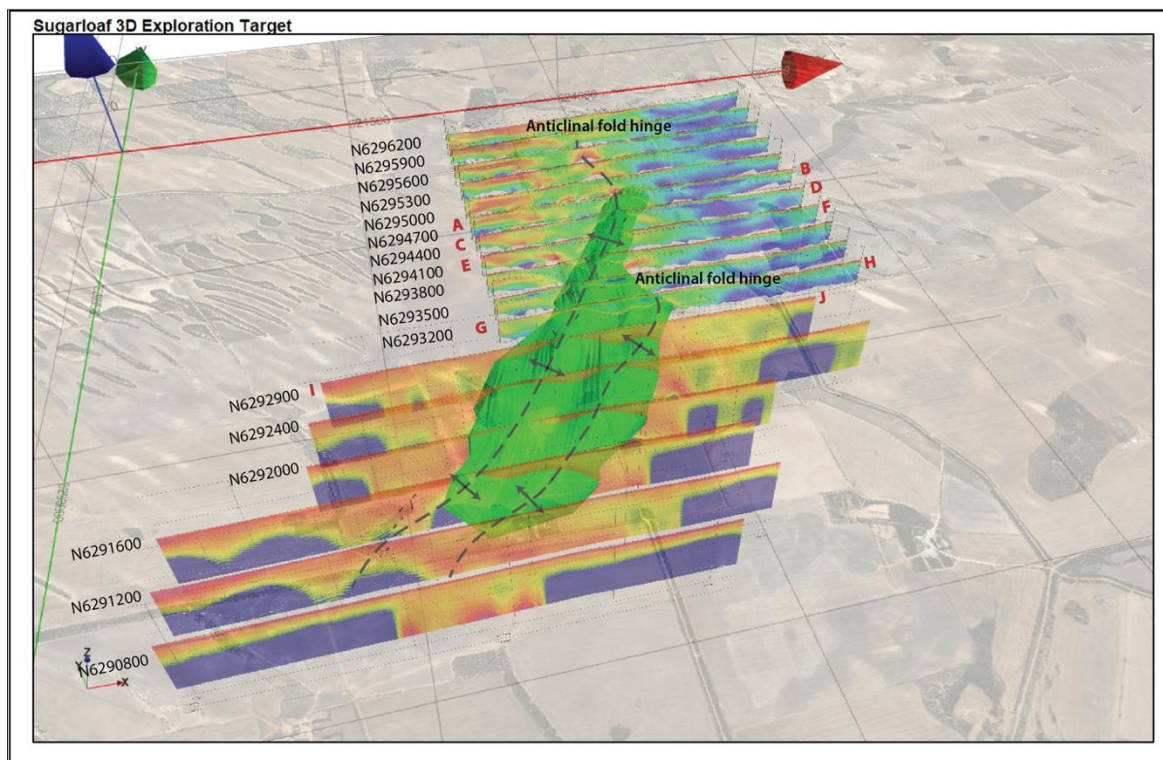 Sugarloaf 3D Exploration Target
Anticlinal fold hinge
N6296200
N6295900
N6295600
N6295300
N6295000
N6294700
N6294400
N6294100
N6293800
N6293500
N6293200
A
C
E
G
B
D
F
H
Anticlinal fold hinge
J
I
N6292900
N6292400
N6292000
N6291600
N6291200
N6290800
Z
Y
X